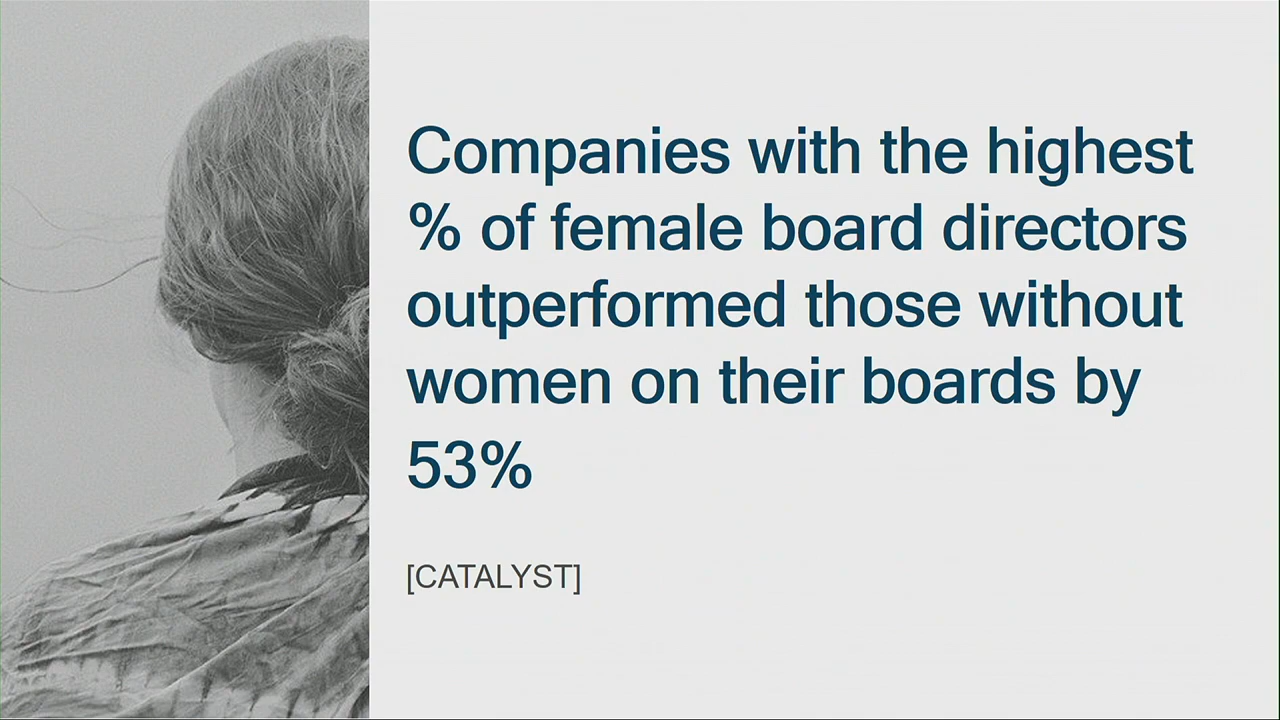 Companies with the highest
% of female board directors
outperformed those without
women on their boards by
53%
[CATALYST]